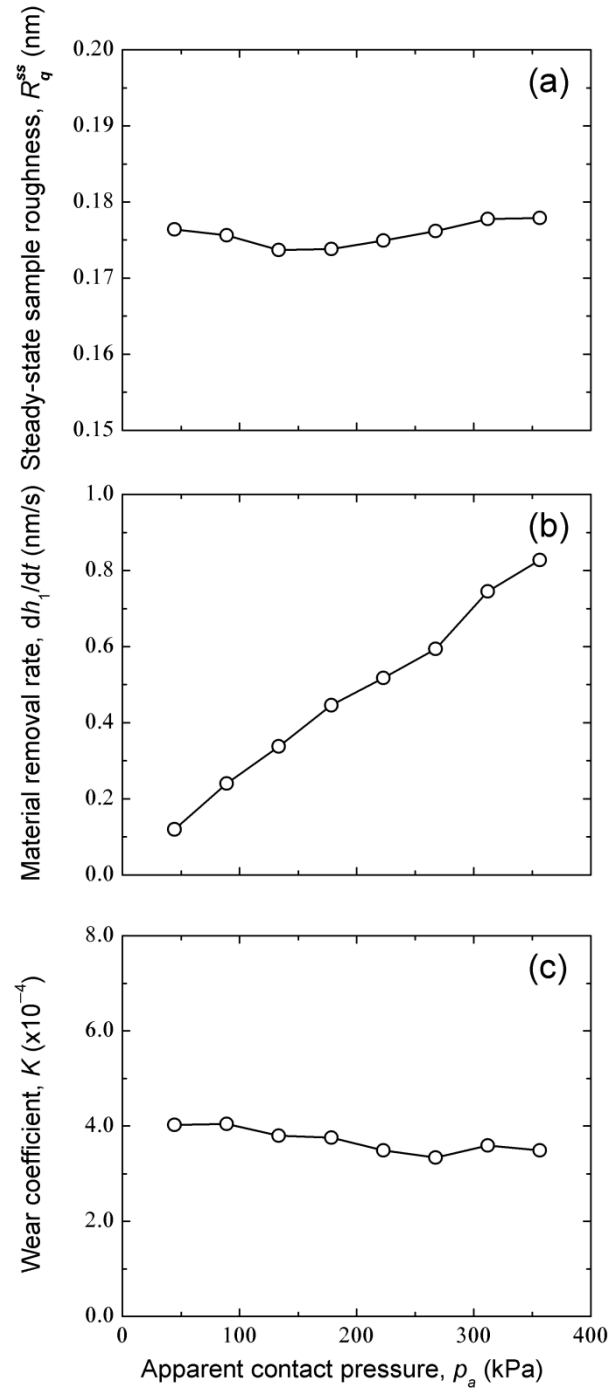 Steady-state sample roughness, R_q^ss (nm)
(a)
0.20
0.19
0.18
0.17
0.16
0.15
Material removal rate, dh_1/dt (nm/s)
(b)
1.0
0.8
0.6
0.4
0.2
0.0
Wear coefficient, K (x10⁻⁴)
(c)
8.0
6.0
4.0
2.0
0.0
0 100 200 300 400
Apparent contact pressure, p_a (kPa)